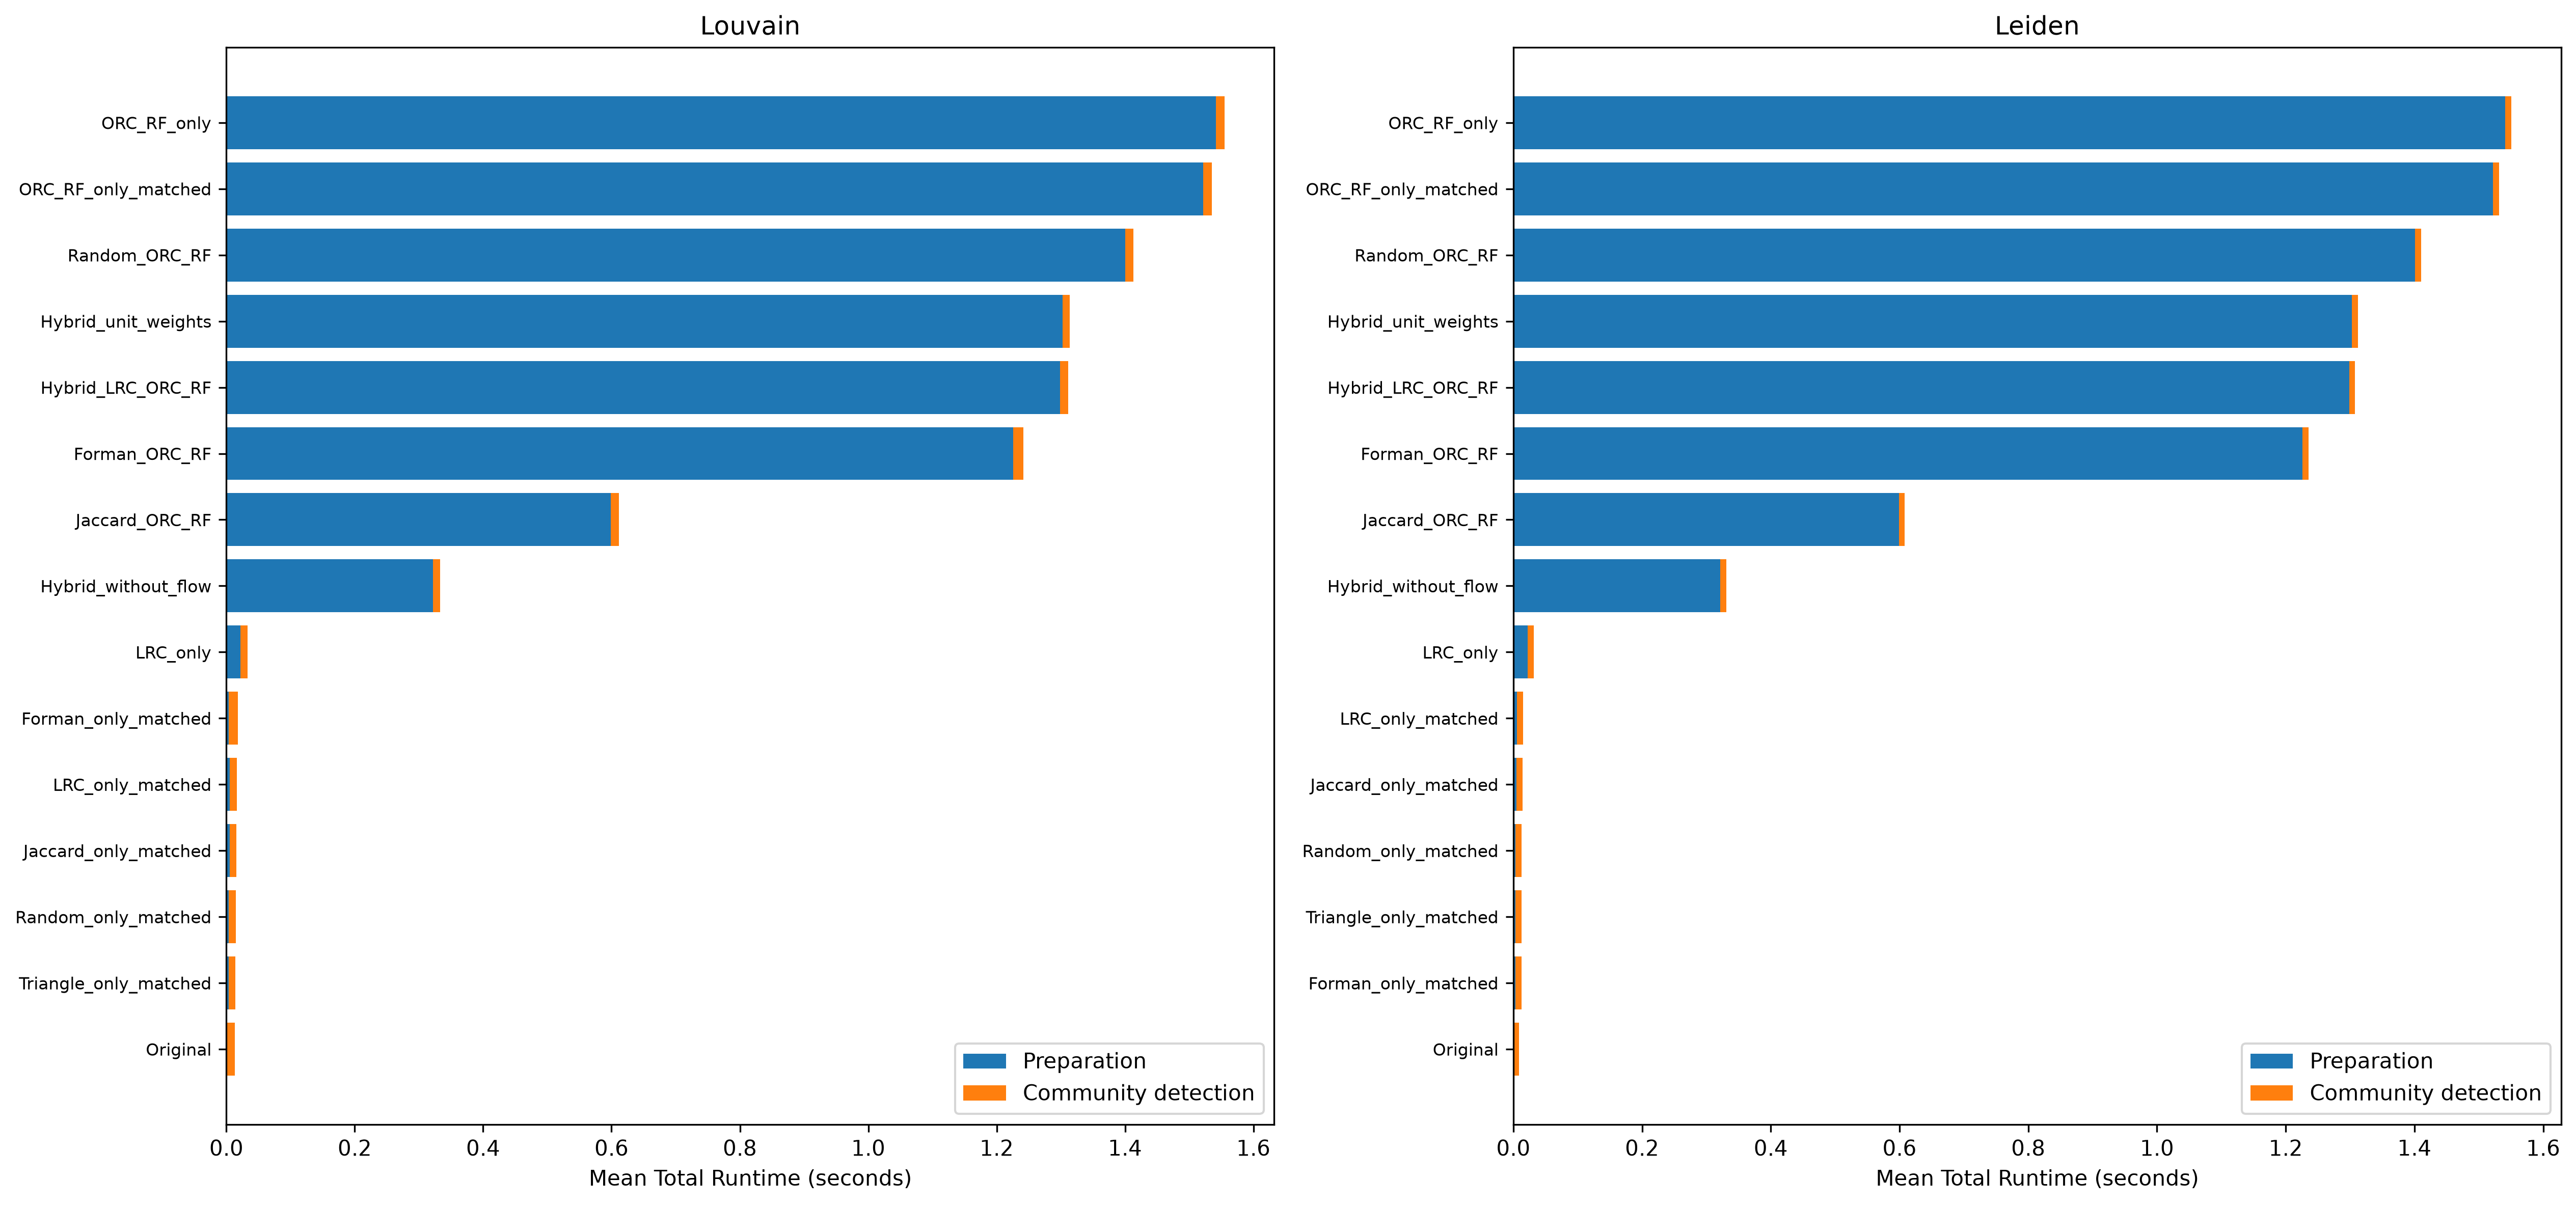 Louvain
ORC_RF_only
ORC_RF_only_matched
Random_ORC_RF
Hybrid_unit_weights
Hybrid_LRC_ORC_RF
Forman_ORC_RF
Jaccard_ORC_RF
Hybrid_without_flow
LRC_only
Forman_only_matched
LRC_only_matched
Jaccard_only_matched
Random_only_matched
Triangle_only_matched
Original
Preparation
Community detection
0.0 0.2 0.4 0.6 0.8 1.0 1.2 1.4 1.6
Mean Total Runtime (seconds)
Leiden
ORC_RF_only
ORC_RF_only_matched
Random_ORC_RF
Hybrid_unit_weights
Hybrid_LRC_ORC_RF
Forman_ORC_RF
Jaccard_ORC_RF
Hybrid_without_flow
LRC_only
LRC_only_matched
Jaccard_only_matched
Random_only_matched
Triangle_only_matched
Forman_only_matched
Original
Preparation
Community detection
0.0 0.2 0.4 0.6 0.8 1.0 1.2 1.4 1.6
Mean Total Runtime (seconds)